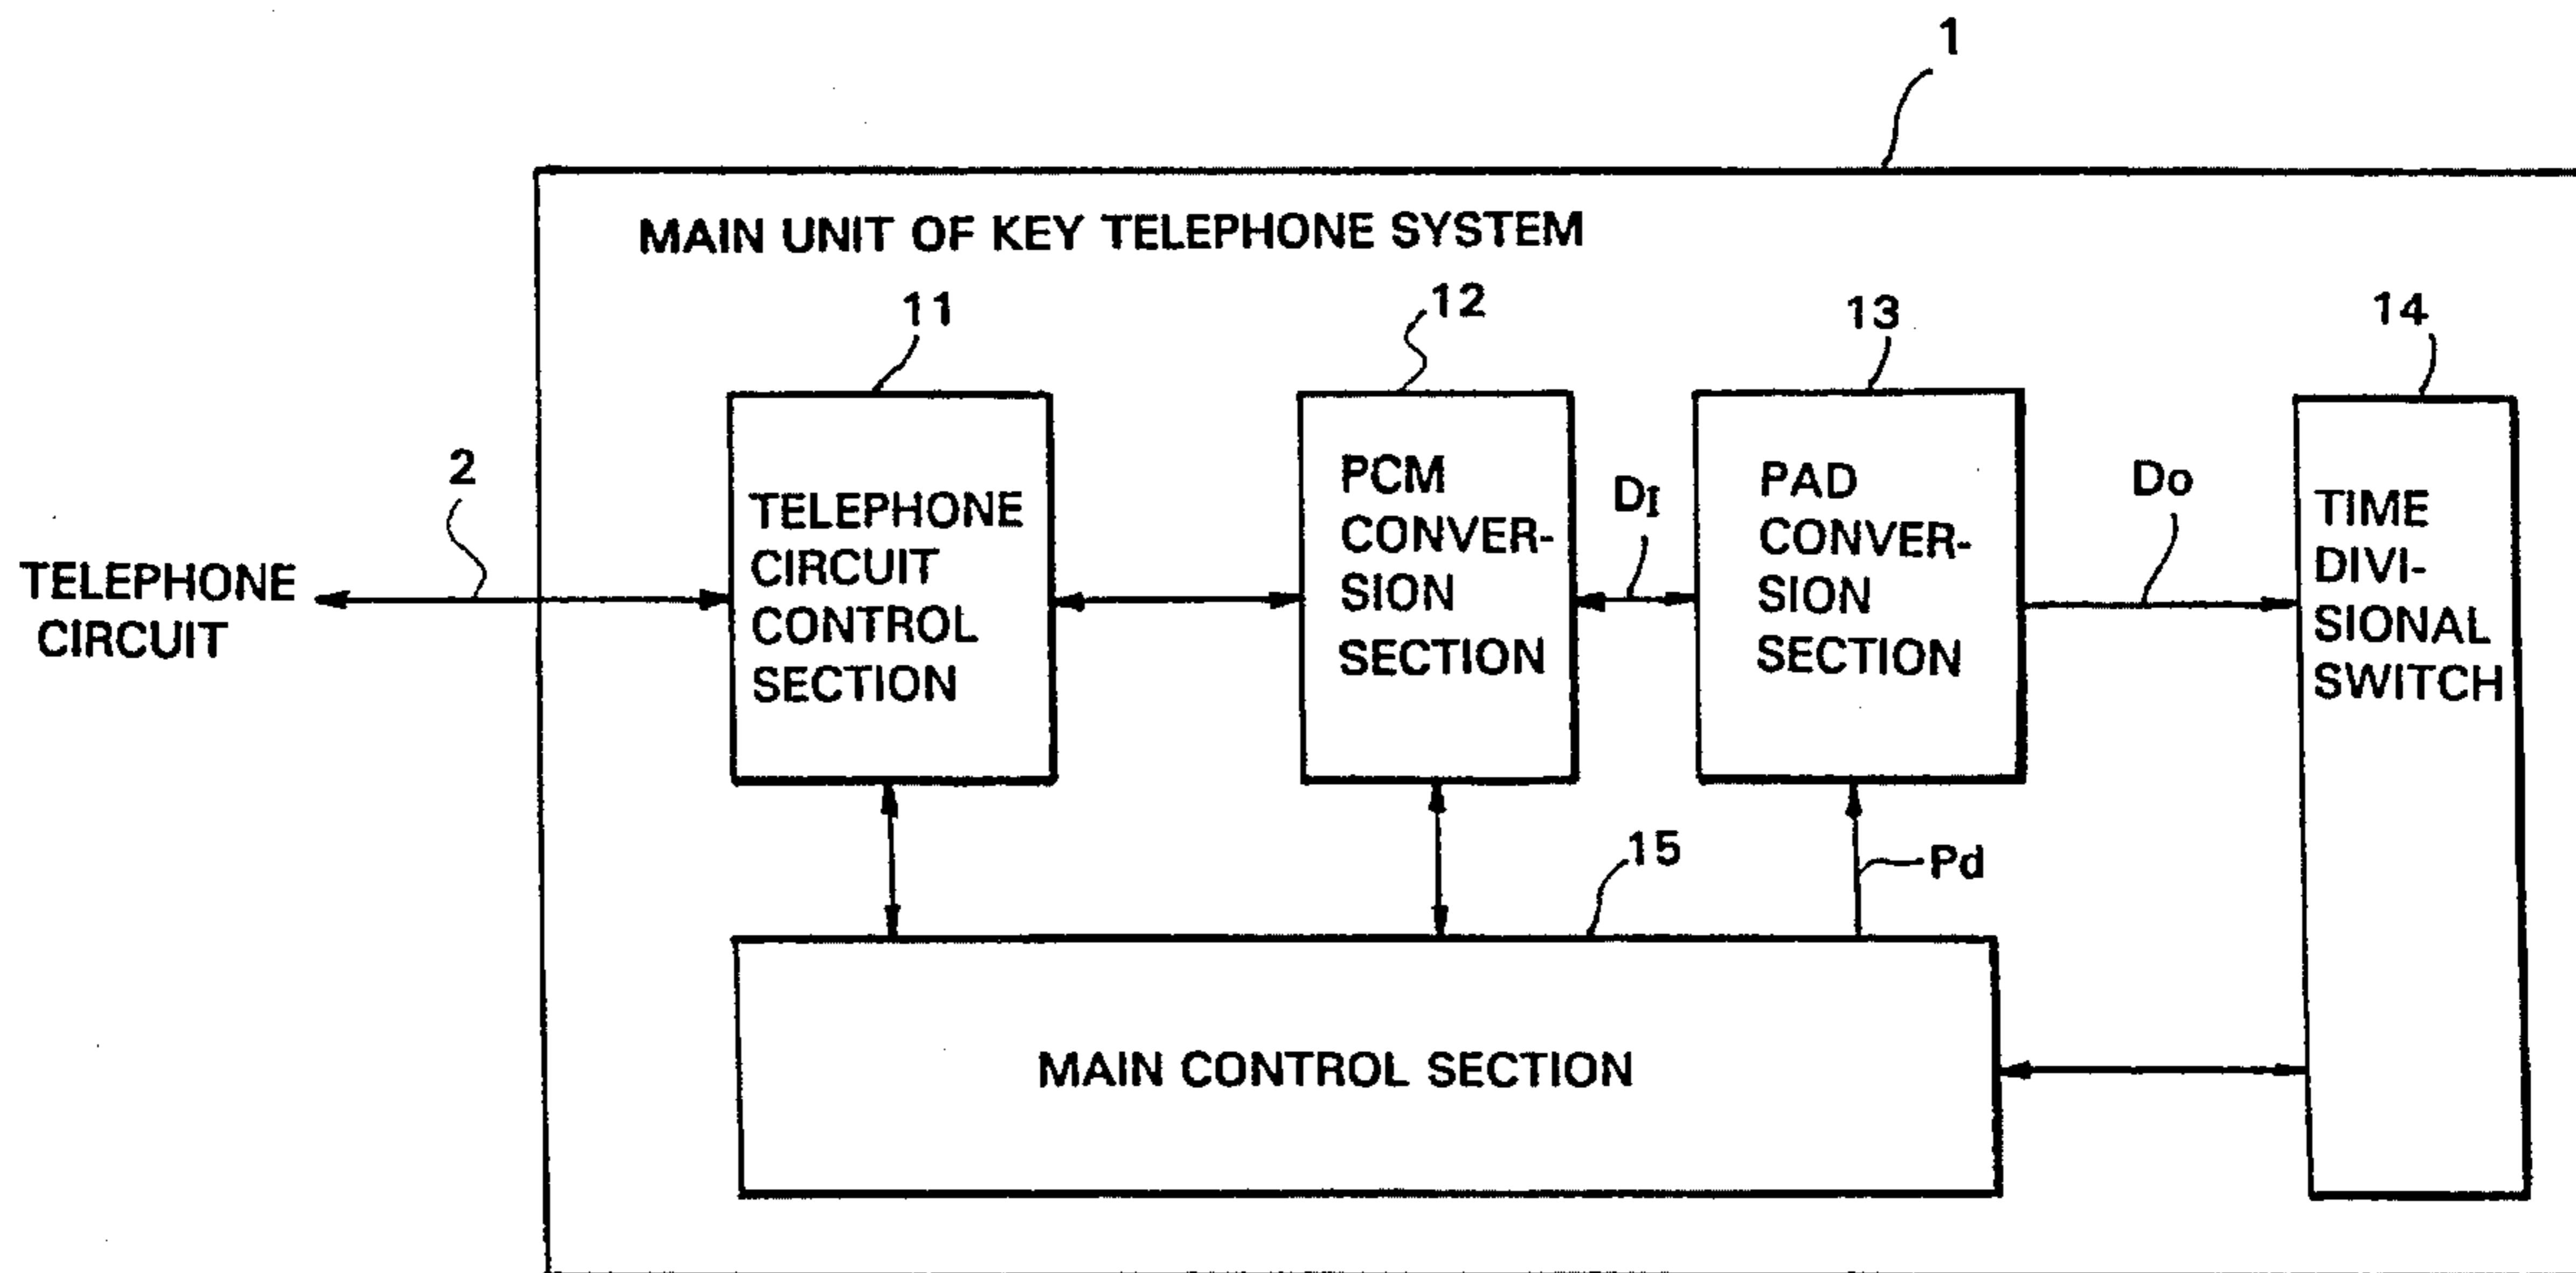 1
MAIN UNIT OF KEY TELEPHONE SYSTEM
11
12
13
14
2
TELEPHONE
CIRCUIT
TELEPHONE
CIRCUIT
CONTROL
SECTION
PCM
CONVER-
SION
SECTION
DI
PAD
CONVER-
SION
SECTION
Do
TIME
DIVI-
SIONAL
SWITCH
15
Pd
MAIN CONTROL SECTION